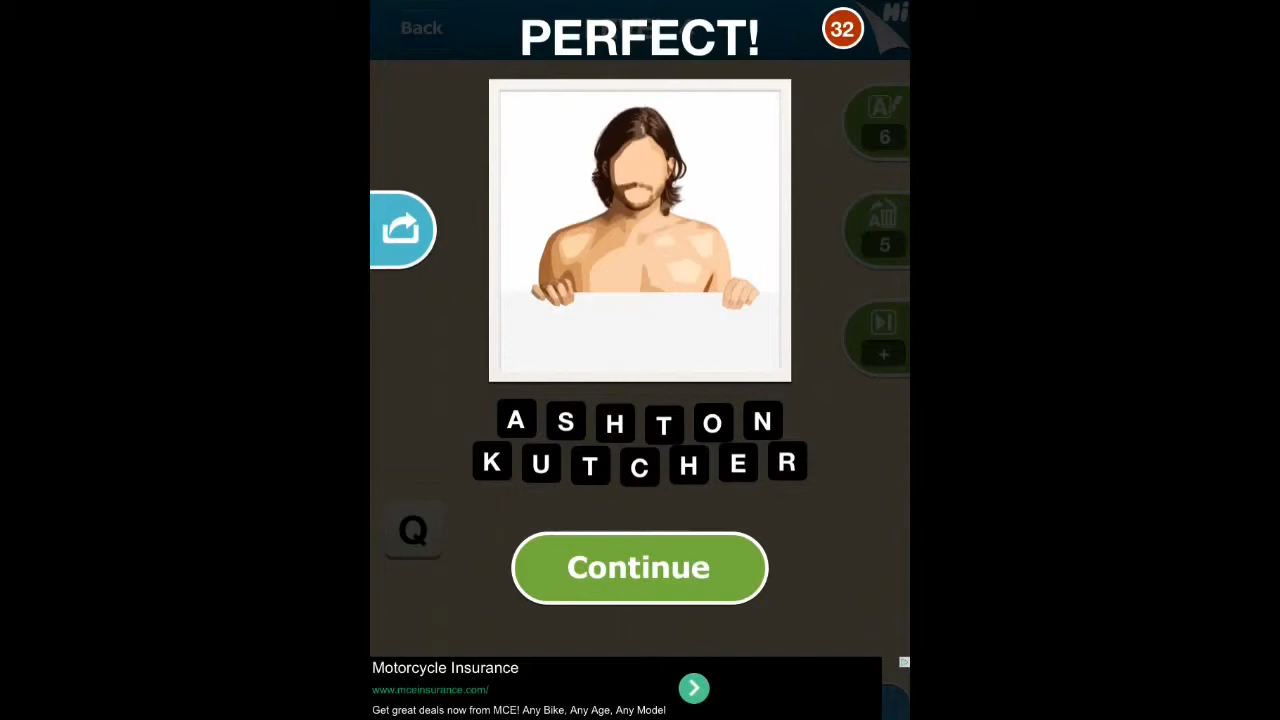 Back
PERFECT!
32
Hi
A
6
A
5
+
ASHTON
KUTCHER
Q
Continue
Motorcycle Insurance
www.mceinsurance.com/
Get great deals now from MCE! Any Bike, Any Age, Any Model